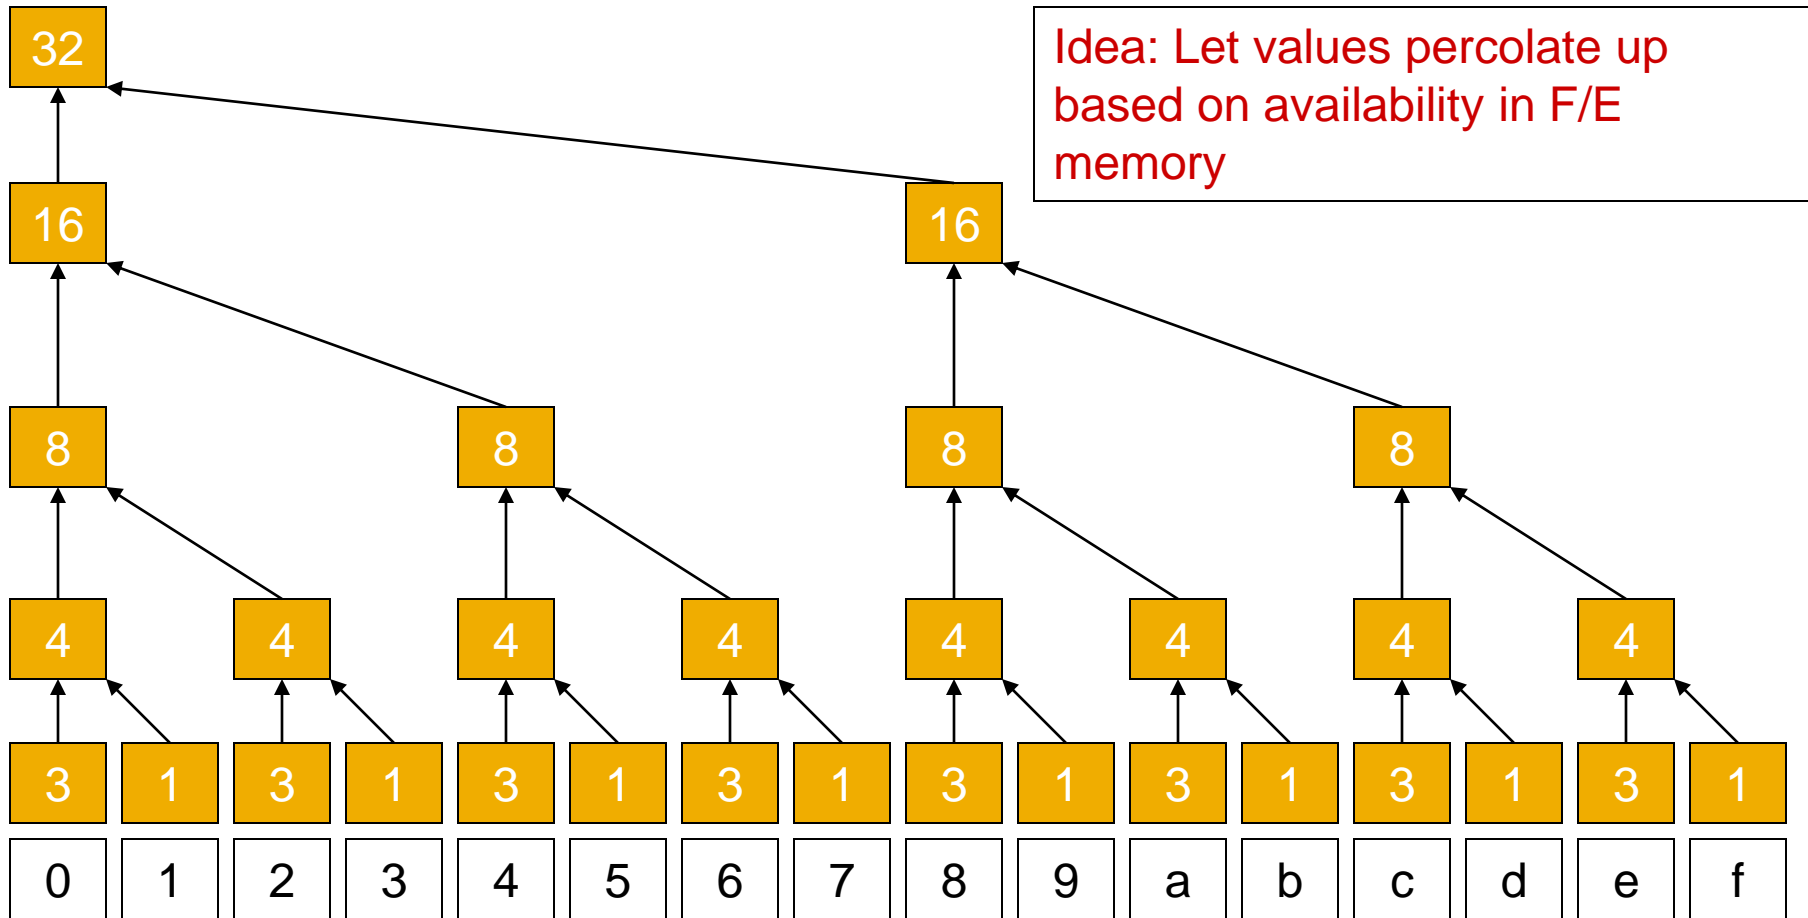 32
Idea: Let values percolate up
based on availability in F/E
memory
16 16
8 8 8 8
4 4 4 4 4 4 4 4
3 1 3 1 3 1 3 1 3 1 3 1 3 1 3 1
0 1 2 3 4 5 6 7 8 9 a b c d e f